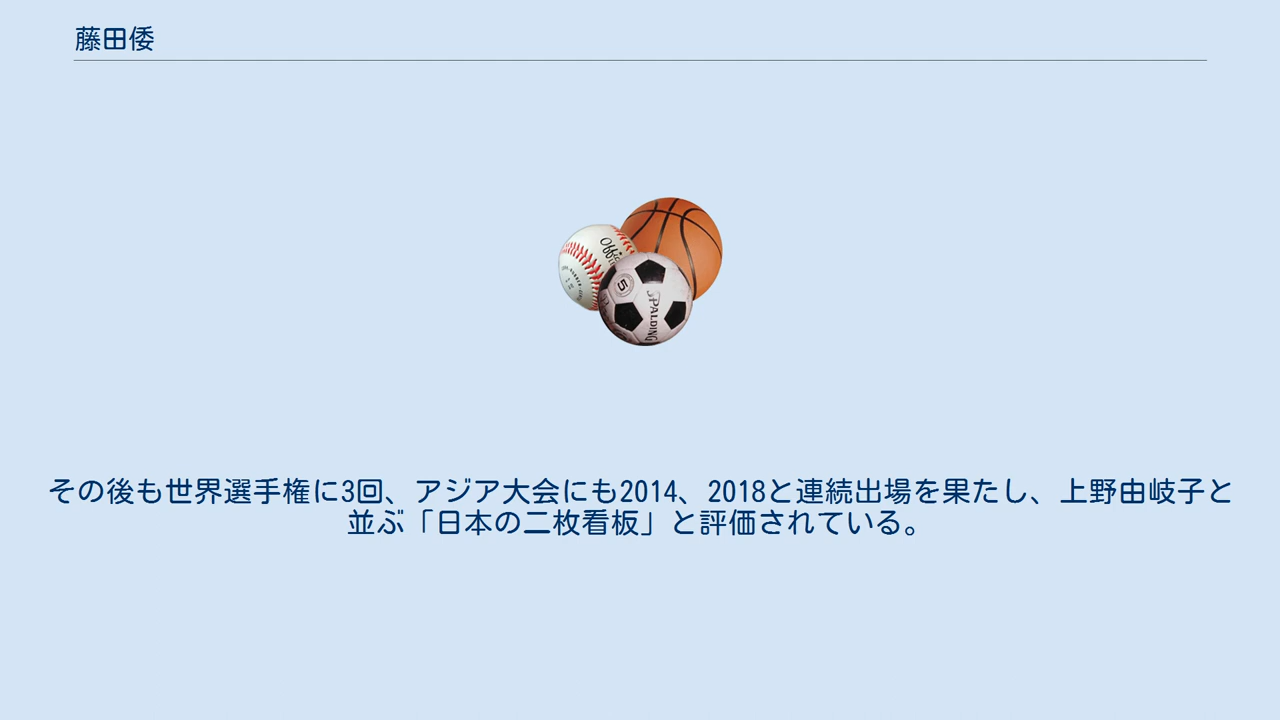 藤田倭
Offici
5
SPALDING
その後も世界選手権に3回、アジア大会にも2014、2018と連続出場を果たし、上野由岐子と
並ぶ「日本の二枚看板」と評価されている。